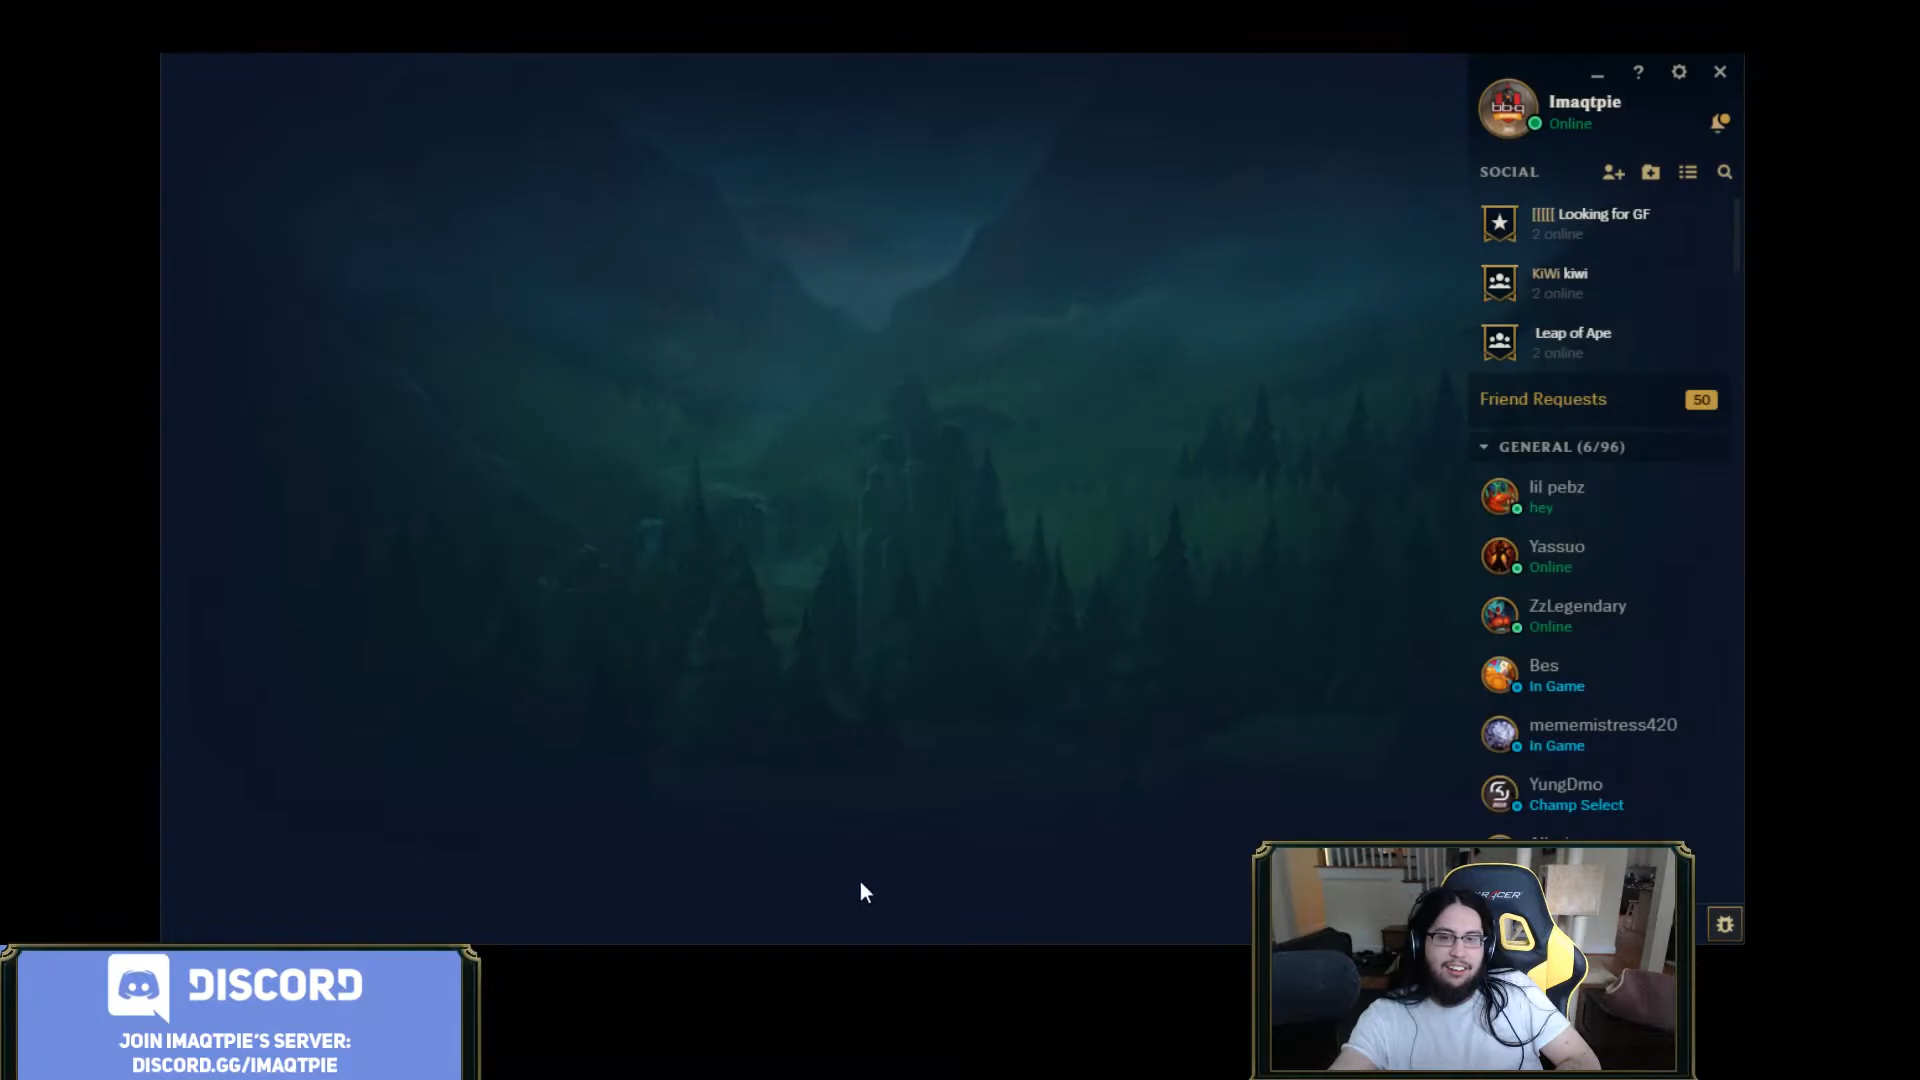 ?
Imaqtpie
Online
SOCIAL
[[[[[ Looking for GF
2 online
KiWi kiwi
2 online
Leap of Ape
2 online
Friend Requests 50
GENERAL (6/96)
lil pebz
hey
Yassuo
Online
ZzLegendary
Online
Bes
In Game
mememistress420
In Game
YungDmo
Champ Select
DISCORD
JOIN IMAQTPIE'S SERVER:
DISCORD.GG/IMAQTPIE